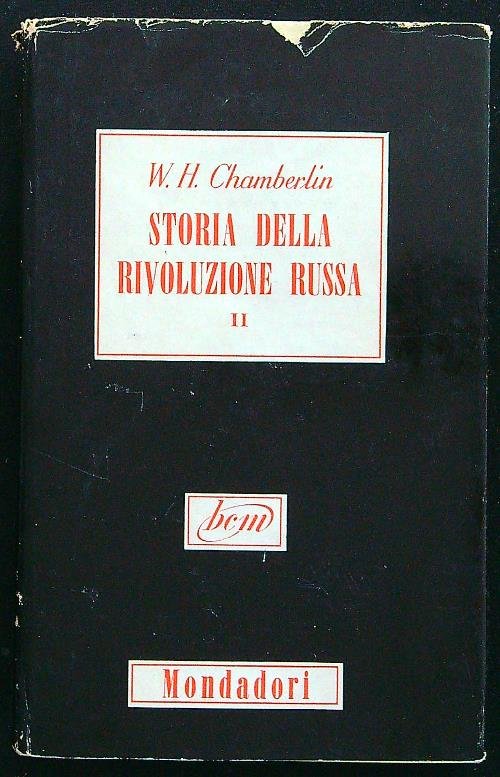 W. H. Chamberlin
STORIA DELLA
RIVOLUZIONE RUSSA
II
bcm
Mondadori